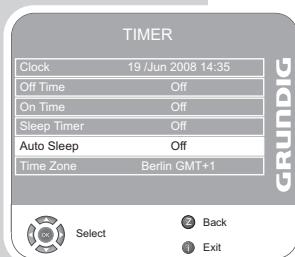 TIMER
Clock 19 /Jun 2008 14:35
Off Time Off
On Time Off
Sleep Timer Off
Auto Sleep Off
Time Zone Berlin GMT+1
GRUNDIG
OK Select
Z Back
i Exit